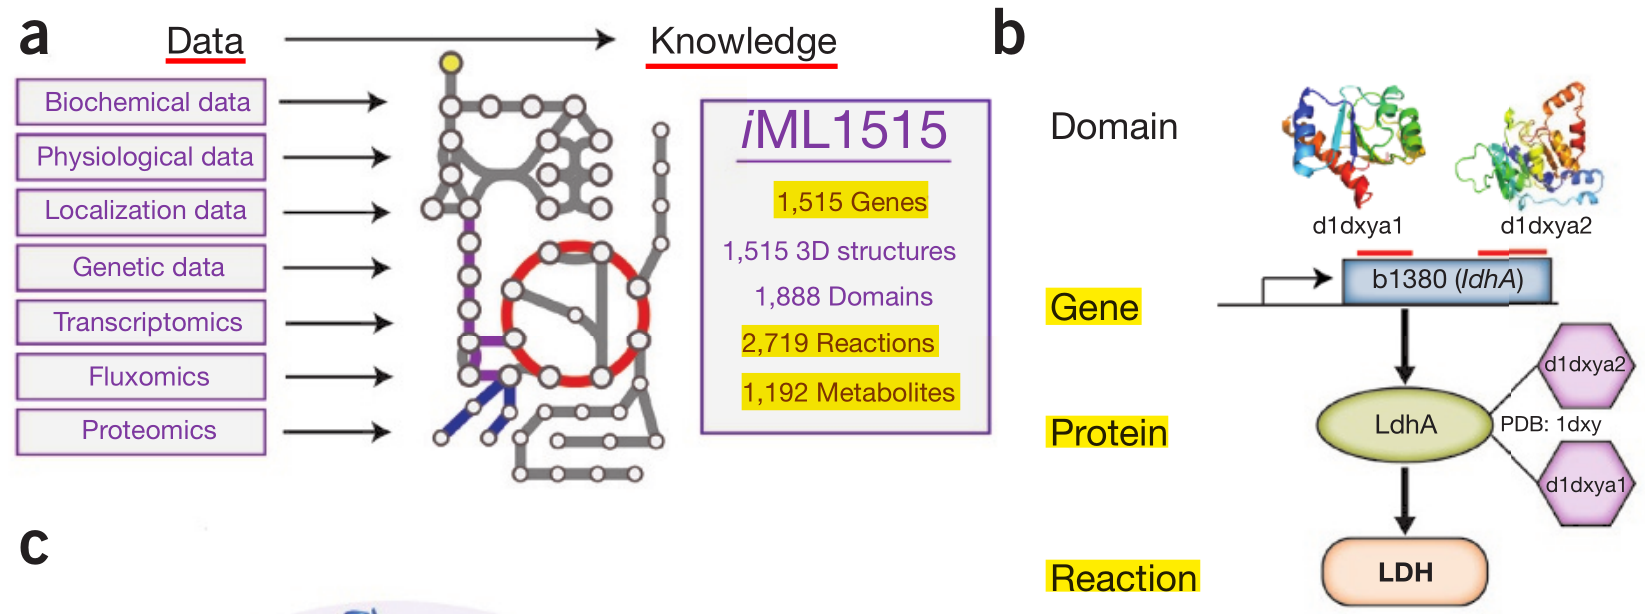 a
Data
Knowledge
Biochemical data
Physiological data
Localization data
Genetic data
Transcriptomics
Fluxomics
Proteomics
iML1515
1,515 Genes
1,515 3D structures
1,888 Domains
2,719 Reactions
1,192 Metabolites
b
Domain
d1dxya1
d1dxya2
Gene
b1380 (ldhA)
Protein
LdhA
d1dxya2
PDB: 1dxy
d1dxya1
Reaction
LDH
c